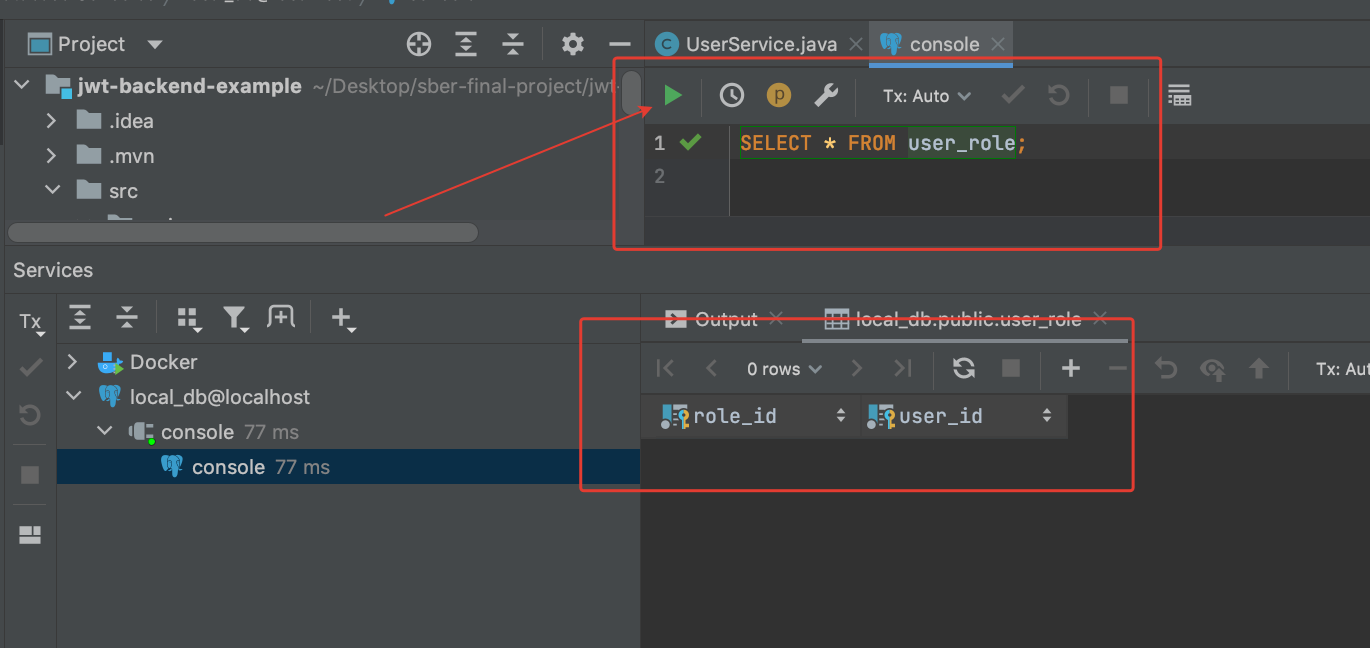 Project
UserService.java
console
jwt-backend-example ~/Desktop/sber-final-project/jwt
p
Tx: Auto
.idea
1 SELECT * FROM user_role;
.mvn
2
src
Services
Tx
Output
local_db.public.user_role
Docker
0 rows
Tx: Aut
local_db@localhost
role_id
user_id
console 77 ms
console 77 ms